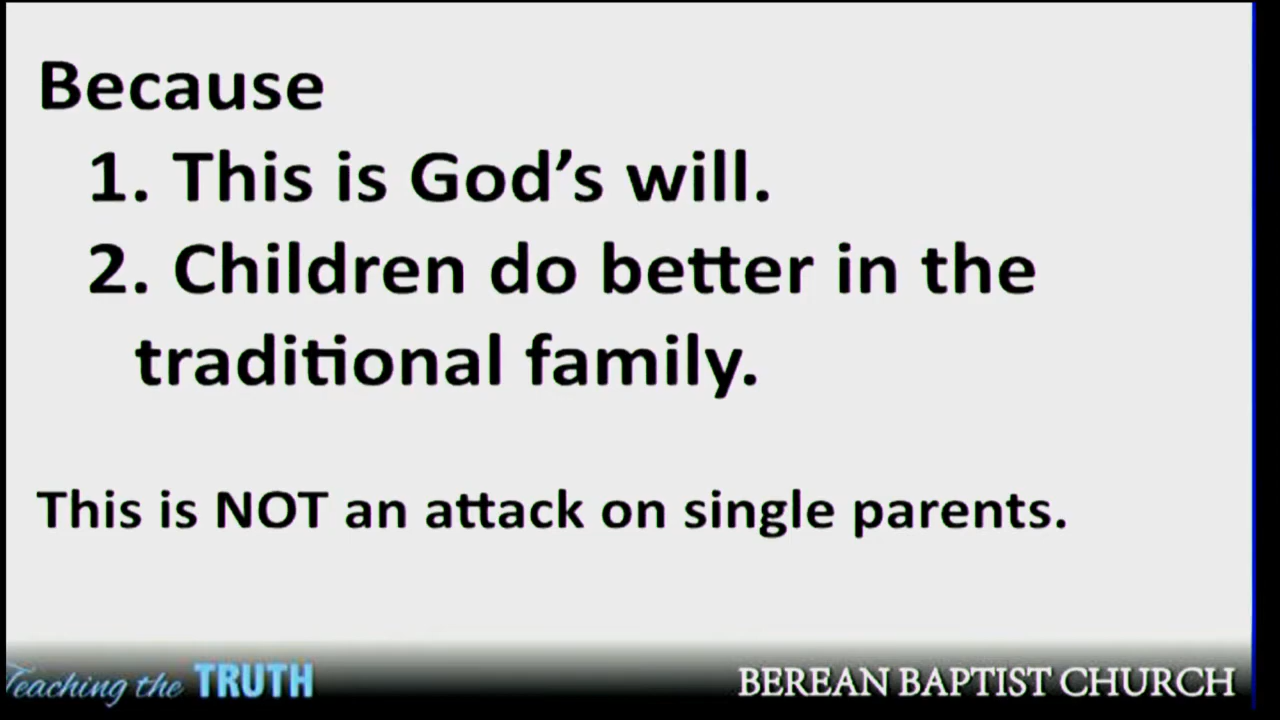 Because
1. This is God’s will.
2. Children do better in the
traditional family.
This is NOT an attack on single parents.
Teaching the TRUTH
BEREAN BAPTIST CHURCH